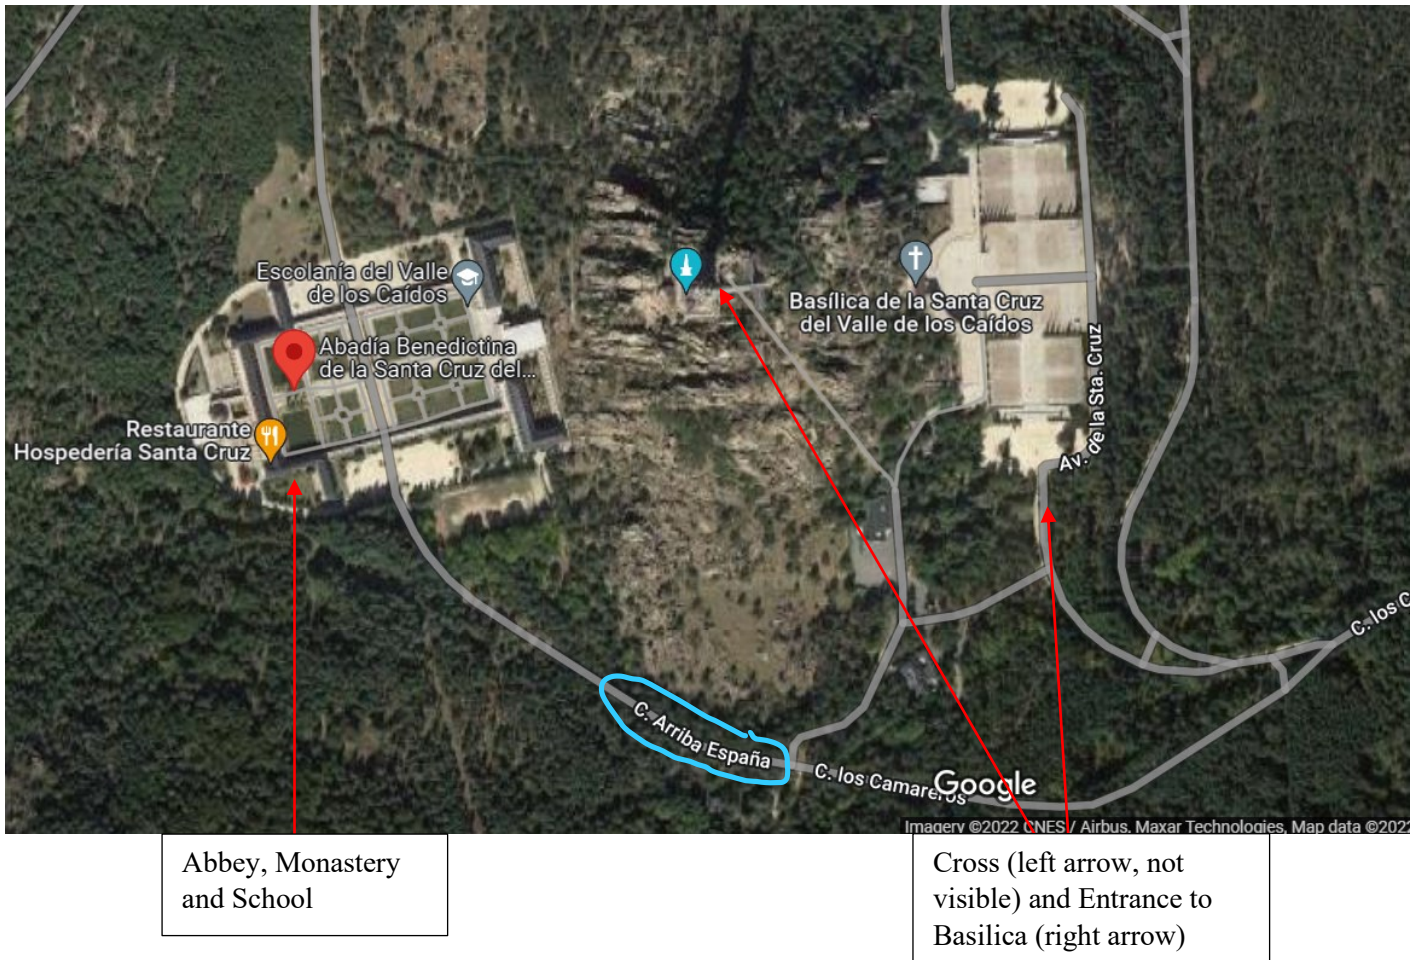 Escolanía del Valle
de los Caídos
Abadía Benedictina
de la Santa Cruz del...
Restaurante
Hospedería Santa Cruz
Basílica de la Santa Cruz
del Valle de los Caídos
Av. de la Sta. Cruz
C. los C
C. Arriba España
C. los Camareros
Google
Imagery ©2022 CNES / Airbus, Maxar Technologies, Map data ©2022
Abbey, Monastery
and School
Cross (left arrow, not
visible) and Entrance to
Basilica (right arrow)